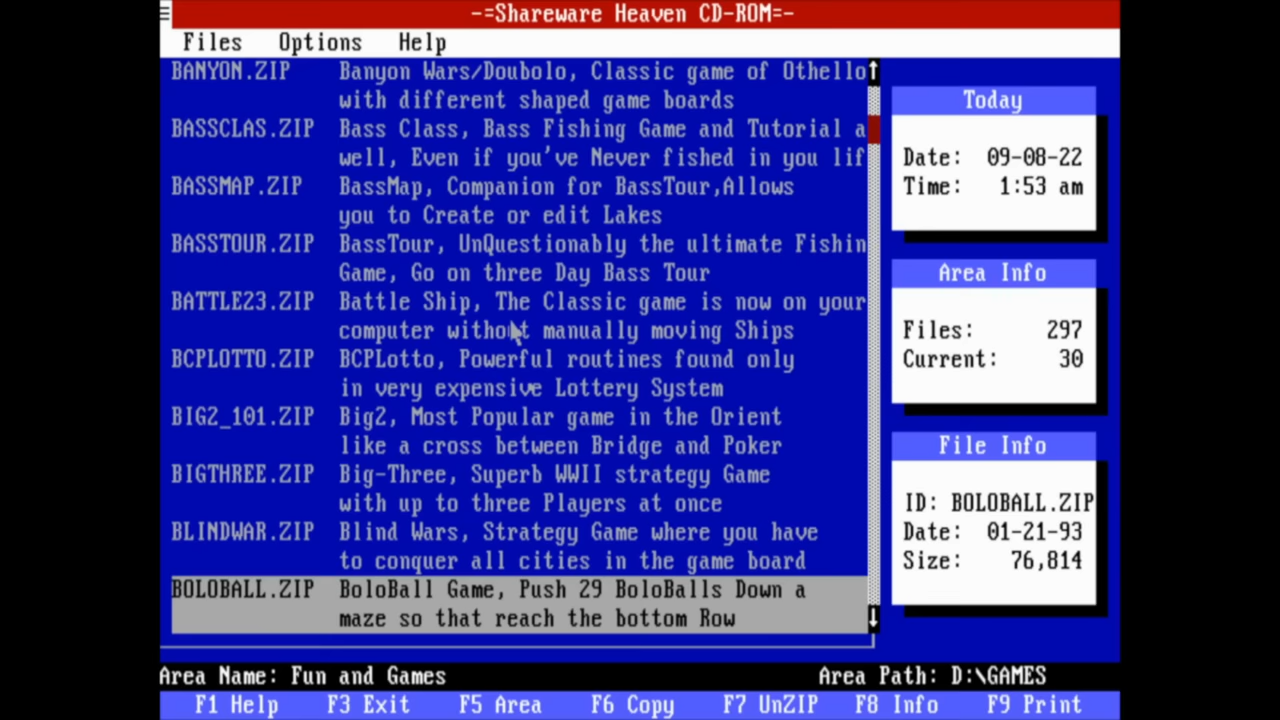 -=Shareware Heaven CD-ROM=-
Files Options Help
BANYON.ZIP Banyon Wars/Doubolo, Classic game of Othello
with different shaped game boards
BASSCLAS.ZIP Bass Class, Bass Fishing Game and Tutorial a
well, Even if you've Never fished in you lif
BASSMAP.ZIP BassMap, Companion for BassTour,Allows
you to Create or edit Lakes
BASSTOUR.ZIP BassTour, UnQuestionably the ultimate Fishin
Game, Go on three Day Bass Tour
BATTLE23.ZIP Battle Ship, The Classic game is now on your
computer without manually moving Ships
BCPLOTTO.ZIP BCPLotto, Powerful routines found only
in very expensive Lottery System
BIG2_101.ZIP Big2, Most Popular game in the Orient
like a cross between Bridge and Poker
BIGTHREE.ZIP Big-Three, Superb WWII strategy Game
with up to three Players at once
BLINDWAR.ZIP Blind Wars, Strategy Game where you have
to conquer all cities in the game board
BOLOBALL.ZIP BoloBall Game, Push 29 BoloBalls Down a
maze so that reach the bottom Row
Today
Date: 09-08-22
Time: 1:53 am
Area Info
Files: 297
Current: 30
File Info
ID: BOLOBALL.ZIP
Date: 01-21-93
Size: 76,814
Area Name: Fun and Games Area Path: D:\GAMES
F1 Help F3 Exit F5 Area F6 Copy F7 UnZIP F8 Info F9 Print